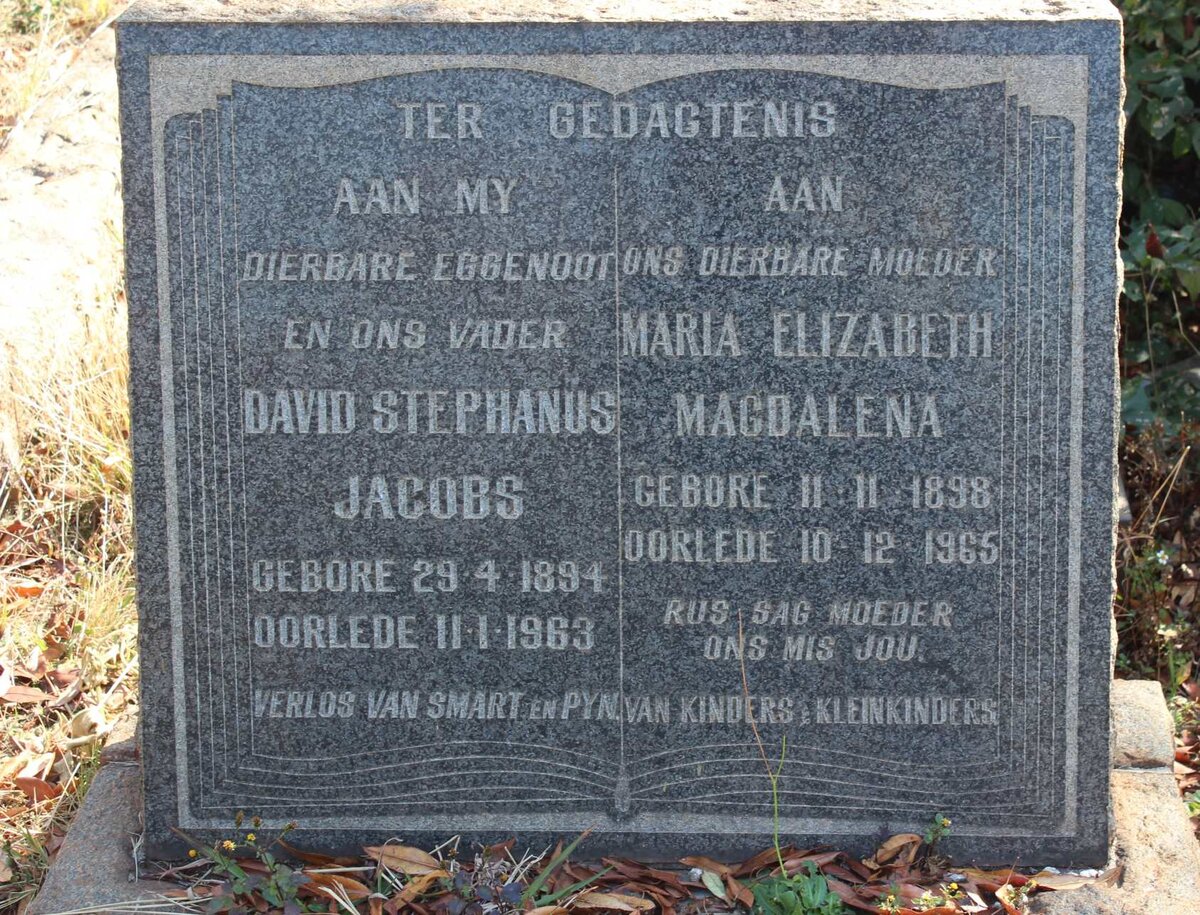 TER GEDAGTENIS
AAN MY
DIERBARE EGGENOOT
EN ONS VADER
DAVID STEPHANUS
JACOBS
GEBORE 29·4·1894
OORLEDE 11·1·1963
VERLOS VAN SMART EN PYN.
AAN
ONS DIERBARE MOEDER
MARIA ELIZABETH
MAGDALENA
GEBORE 11·11·1898
OORLEDE 10·12·1965
RUS SAG MOEDER
ONS MIS JOU.
VAN KINDERS & KLEINKINDERS.